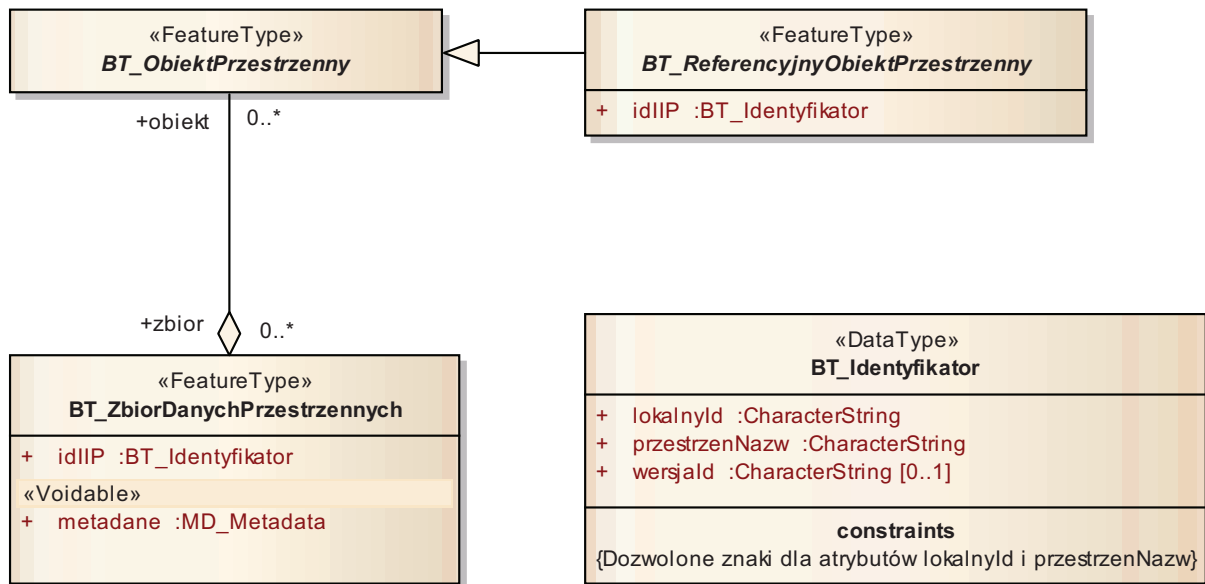 «FeatureType»
BT_ObiektPrzestrzenny
«FeatureType»
BT_ReferencyjnyObiektPrzestrzenny
+ idIIP :BT_Identyfikator
+obiekt
0..*
+zbior
0..*
«FeatureType»
BT_ZbiorDanychPrzestrzennych
+ idIIP :BT_Identyfikator
«Voidable»
+ metadane :MD_Metadata
«DataType»
BT_Identyfikator
+ lokalnyId :CharacterString
+ przestrzenNazw :CharacterString
+ wersjaId :CharacterString [0..1]
constraints
{Dozwolone znaki dla atrybutów lokalnyId i przestrzenNazw}